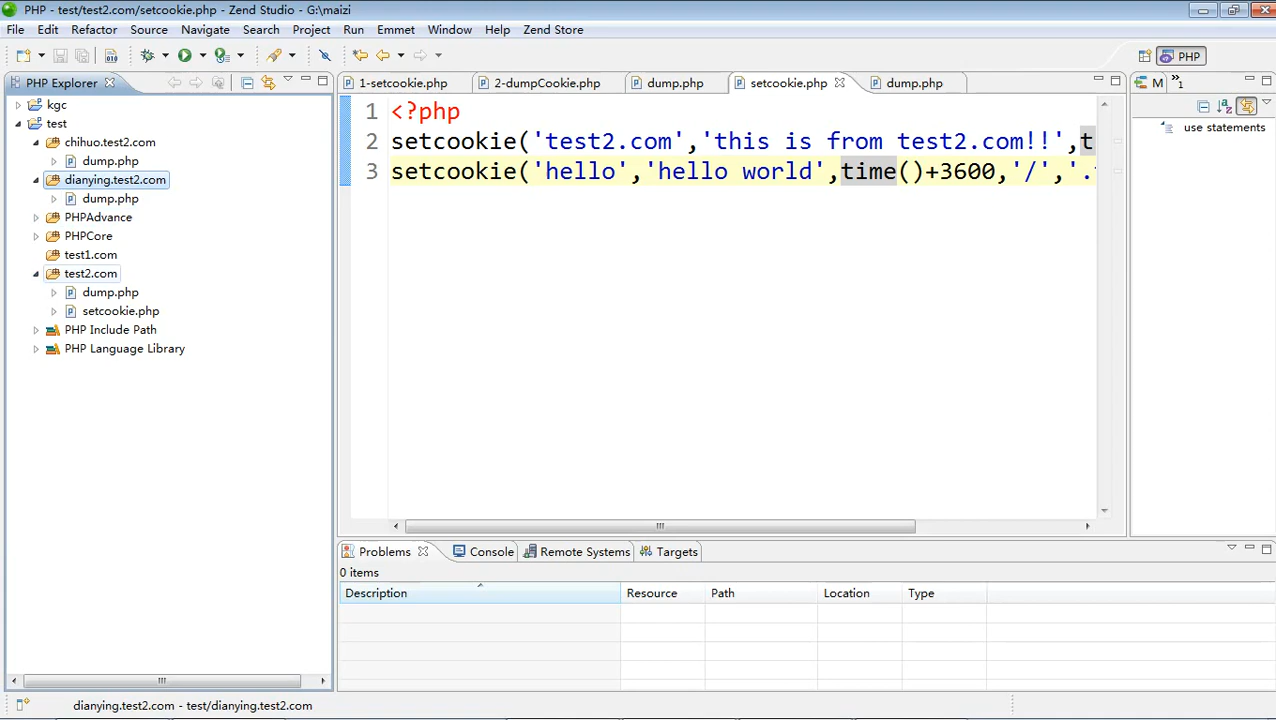 PHP - test/test2.com/setcookie.php - Zend Studio - G:\maizi
File Edit Refactor Source Navigate Search Project Run Emmet Window Help Zend Store
PHP
PHP Explorer
1-setcookie.php 2-dumpCookie.php dump.php setcookie.php dump.php
M
»1
kgc
test
chihuo.test2.com
dump.php
dianying.test2.com
dump.php
PHPAdvance
PHPCore
test1.com
test2.com
dump.php
setcookie.php
PHP Include Path
PHP Language Library
1 <?php
2 setcookie('test2.com','this is from test2.com!!',t
3 setcookie('hello','hello world',time()+3600,'/','.
use statements
Problems Console Remote Systems Targets
0 items
Description Resource Path Location Type
dianying.test2.com - test/dianying.test2.com